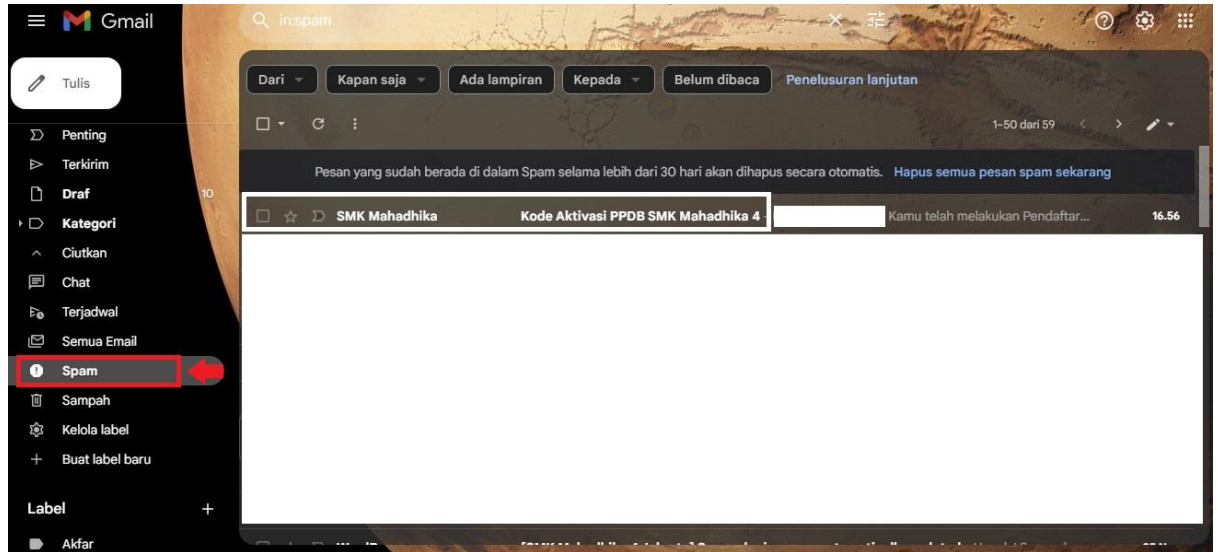 Gmail
in:spam
Tulis
Dari
Kapan saja
Ada lampiran
Kepada
Belum dibaca
Penelusuran lanjutan
1–50 dari 59
Penting
Terkirim
Draf 10
Kategori
Ciutkan
Chat
Terjadwal
Semua Email
Spam
Sampah
Kelola label
Buat label baru
Label
Akfar
Pesan yang sudah berada di dalam Spam selama lebih dari 30 hari akan dihapus secara otomatis. Hapus semua pesan spam sekarang
SMK Mahadhika Kode Aktivasi PPDB SMK Mahadhika 4 - Kamu telah melakukan Pendaftar... 16.56